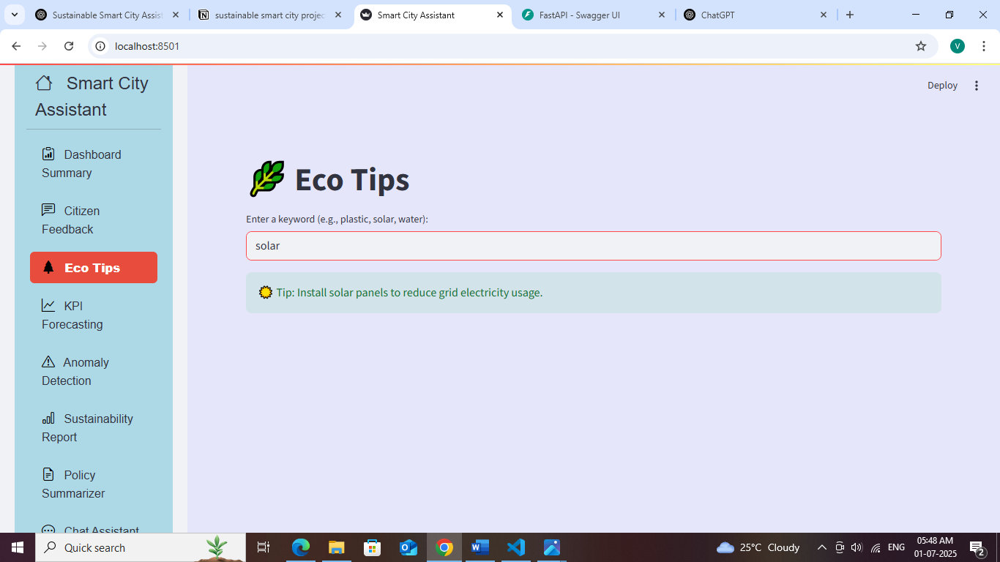 Sustainable Smart City Assist
sustainable smart city projec
Smart City Assistant
FastAPI - Swagger UI
ChatGPT
localhost:8501
V
Smart City
Assistant
Dashboard
Summary
Citizen
Feedback
Eco Tips
KPI
Forecasting
Anomaly
Detection
Sustainability
Report
Policy
Summarizer
Chat Assistant
Deploy
Eco Tips
Enter a keyword (e.g., plastic, solar, water):
solar
Tip: Install solar panels to reduce grid electricity usage.
Quick search
25°C Cloudy
ENG
05:48 AM
01-07-2025
2